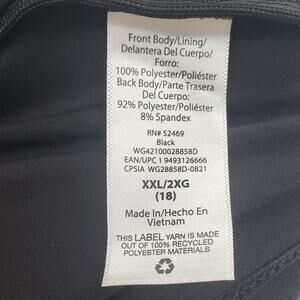 Front Body/Lining/
Delantera Del Cuerpo/
Forro:
100% Polyester/Poliéster
Back Body/Parte Trasera
Del Cuerpo:
92% Polyester/Poliéster
8% Spandex
RN# 52469
Black
WG42100028858D
EAN/UPC 1 9493126666
CPSIA WG28858D-0821
XXL/2XG
(18)
Made In/Hecho En
Vietnam
THIS LABEL YARN IS MADE
OUT OF 100% RECYCLED
POLYESTER MATERIALS